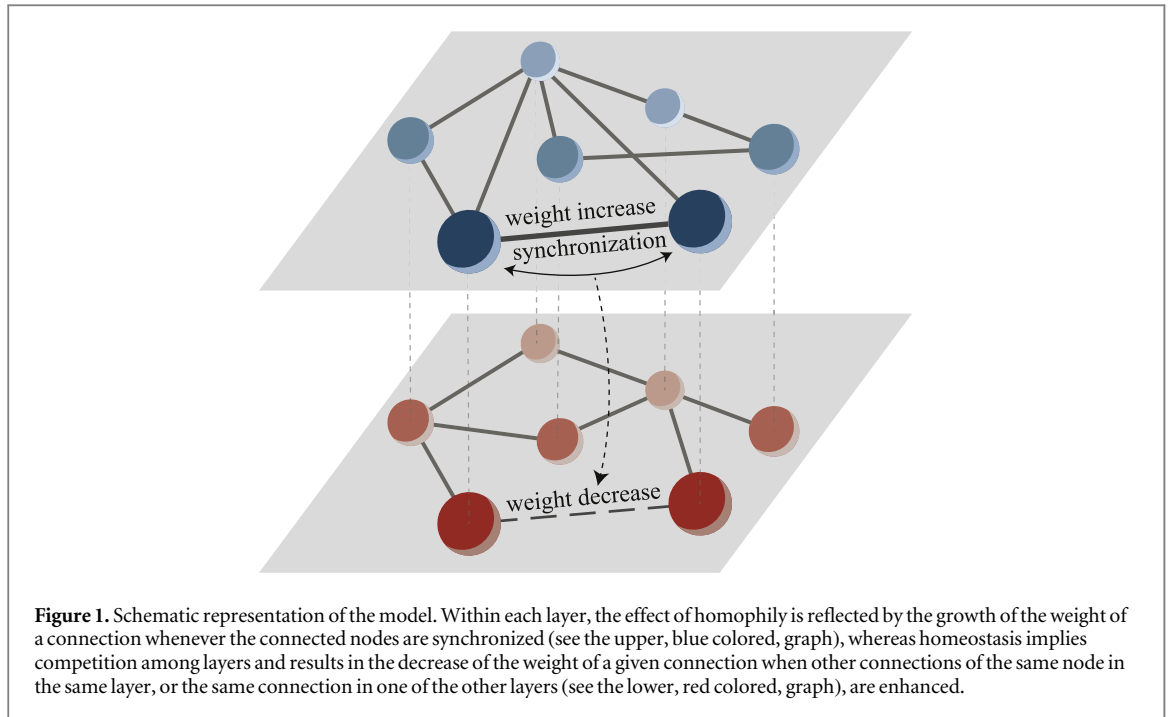 weight increase
synchronization
weight decrease
Figure 1. Schematic representation of the model. Within each layer, the effect of homophily is reflected by the growth of the weight of
a connection whenever the connected nodes are synchronized (see the upper, blue colored, graph), whereas homeostasis implies
competition among layers and results in the decrease of the weight of a given connection when other connections of the same node in
the same layer, or the same connection in one of the other layers (see the lower, red colored, graph), are enhanced.